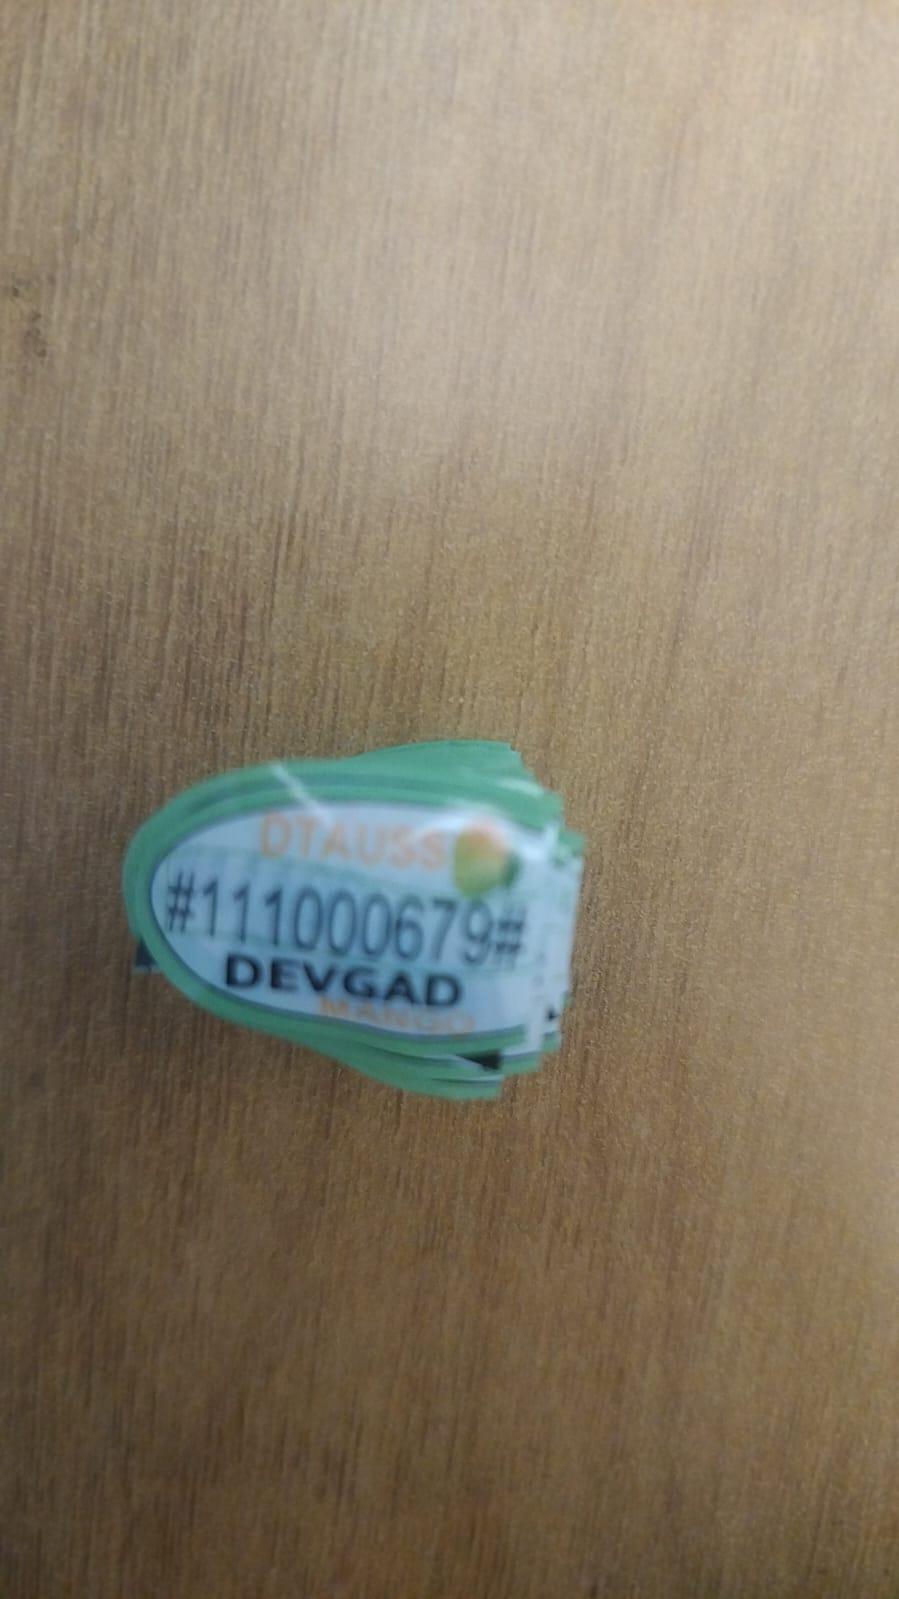 DTAUSS
#111000679#
DEVGAD
MANGO